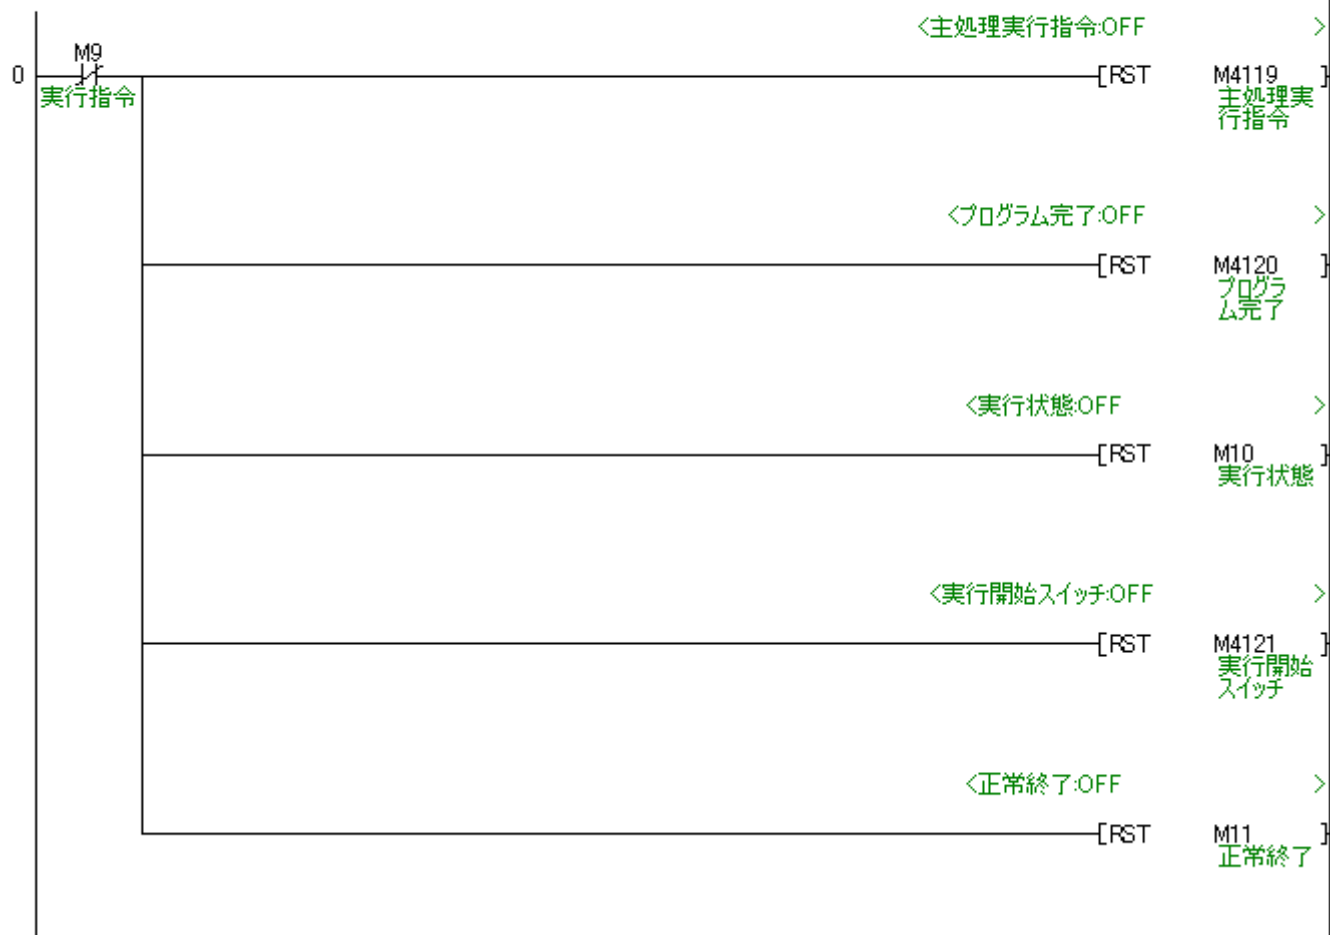 <主処理実行指令:OFF >
M9
0
[RST M4119 ]
実行指令
主処理実
行指令
<プログラム完了:OFF >
[RST M4120 ]
プログラ
ム完了
<実行状態:OFF >
[RST M10 ]
実行状態
<実行開始スイッチ:OFF >
[RST M4121 ]
実行開始
スイッチ
<正常終了:OFF >
[RST M11 ]
正常終了